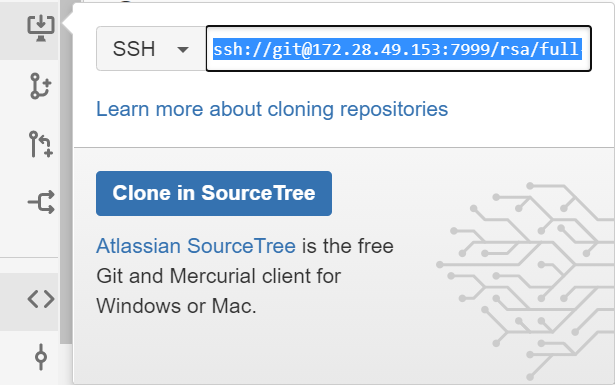 SSH
ssh://git@172.28.49.153:7999/rsa/full-
Learn more about cloning repositories
Clone in SourceTree
Atlassian SourceTree is the free
Git and Mercurial client for
Windows or Mac.